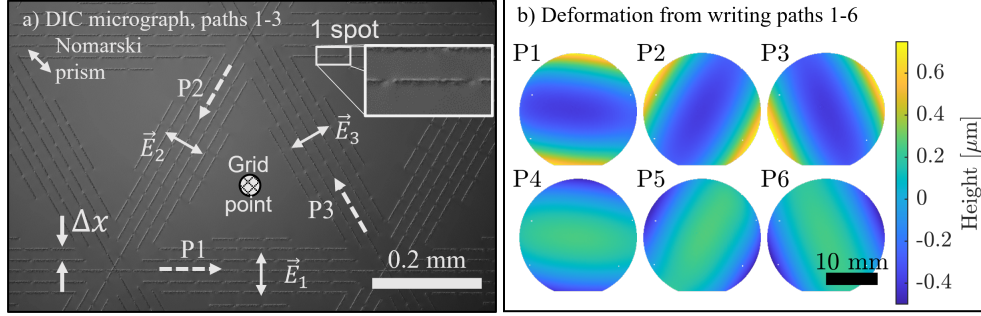 a) DIC micrograph, paths 1-3
Nomarski
prism
1 spot
P2
E⃗₂
E⃗₃
Grid
point
P3
Δx
P1
E⃗₁
0.2 mm
b) Deformation from writing paths 1-6
P1 P2 P3
P4 P5 P6
10 mm
0.6
0.4
0.2
0
-0.2
-0.4
Height [μm]